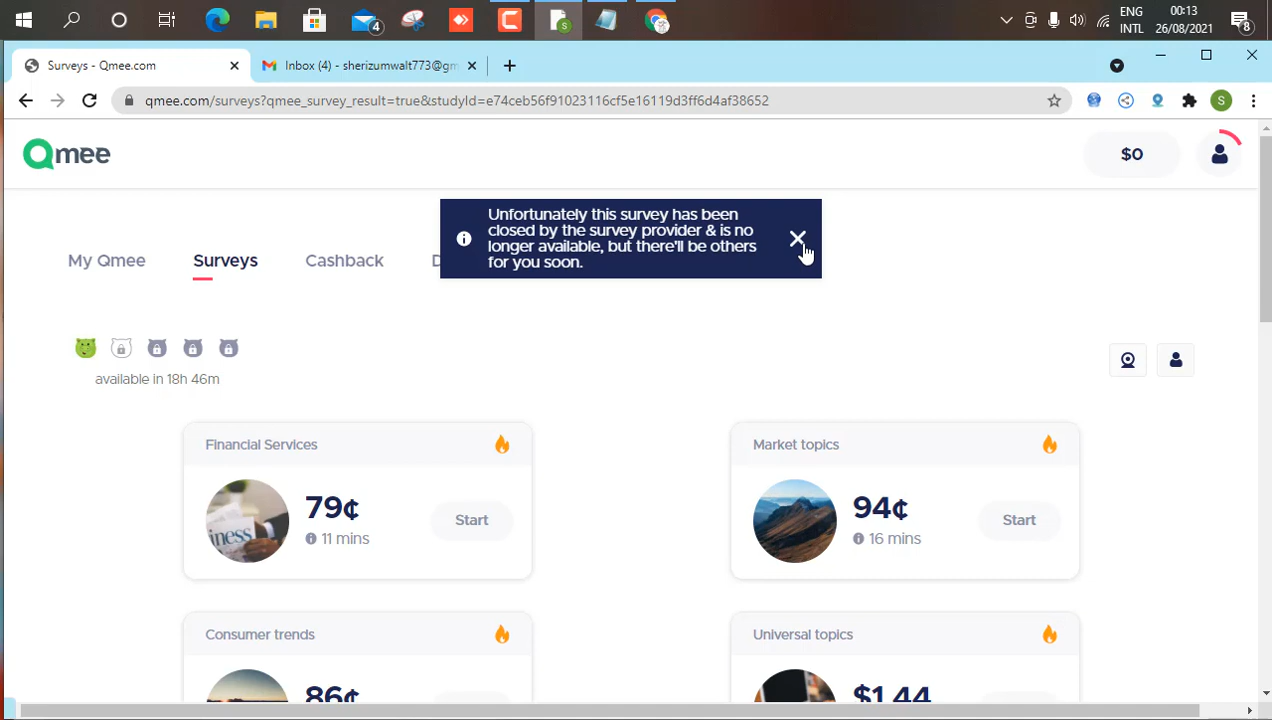 4
ENG
INTL
00:13
26/08/2021
8
Surveys - Qmee.com
Inbox (4) - sherizumwalt773@gm
qmee.com/surveys?qmee_survey_result=true&studyId=e74ceb56f91023116cf5e16119d3ff6d4af38652
S
Qmee
$0
Unfortunately this survey has been
closed by the survey provider & is no
longer available, but there'll be others
for you soon.
My Qmee
Surveys
Cashback
D
available in 18h 46m
Financial Services
79¢
11 mins
Start
iness
Market topics
94¢
16 mins
Start
Consumer trends
86¢
Universal topics
$1.44